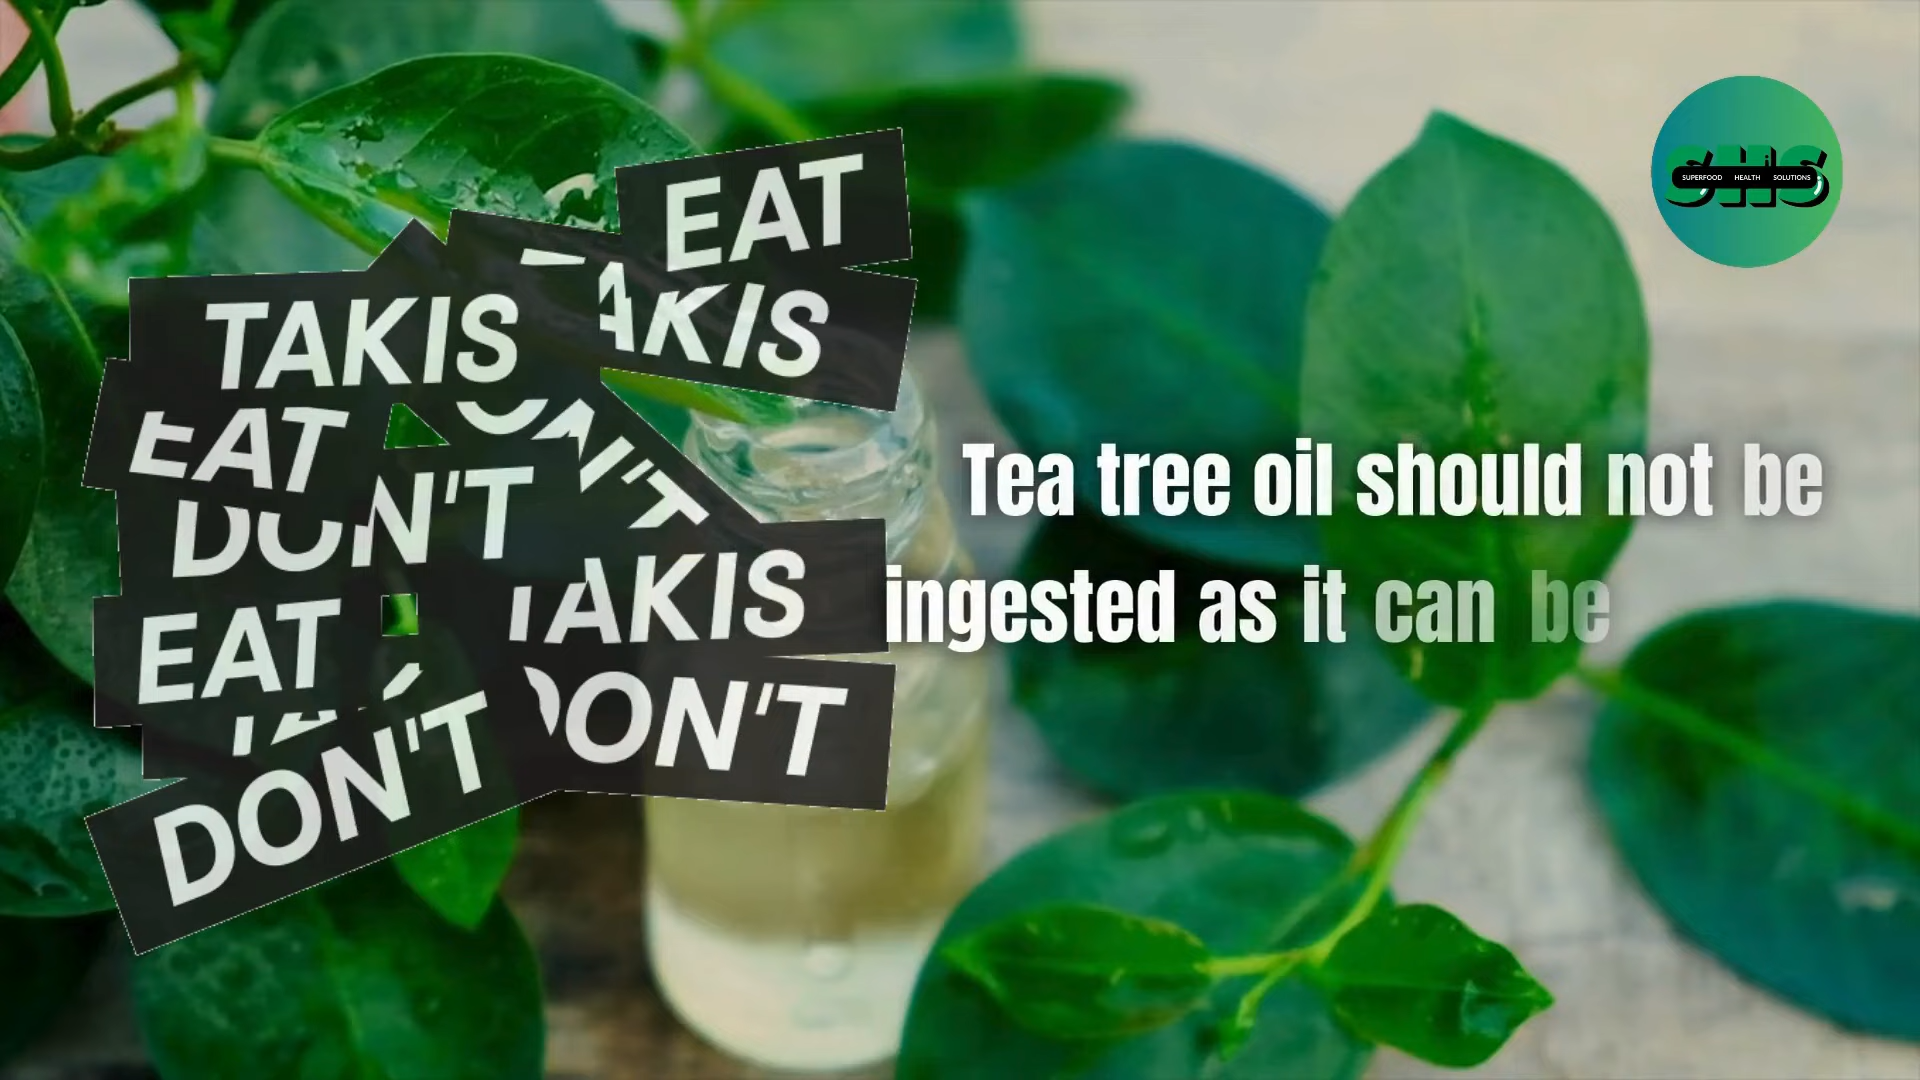 EAT
TAKIS
AKIS
EAT
DON'T
DON'T
TAKIS
EAT
DON'T
DON'T
SHS
SUPERFOOD HEALTH SOLUTIONS
Tea tree oil should not be
ingested as it can be